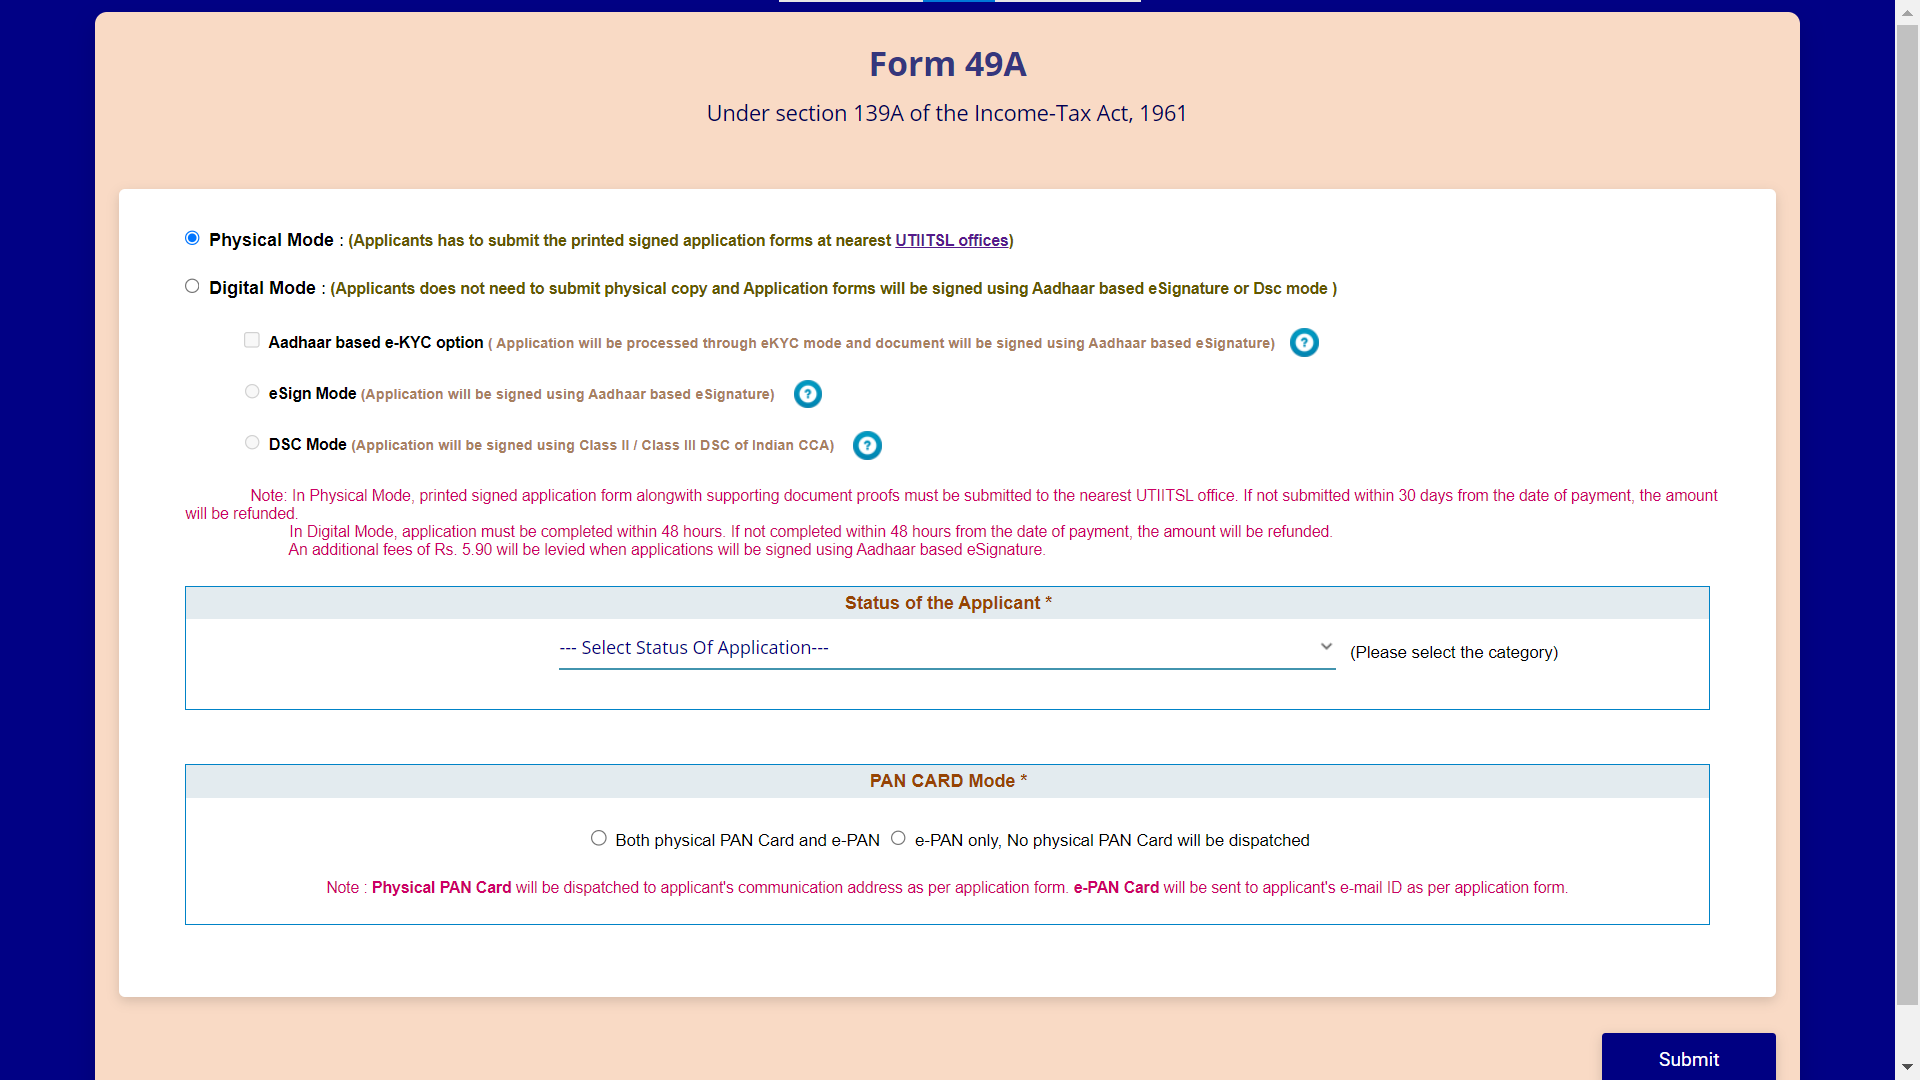 Form 49A
Under section 139A of the Income-Tax Act, 1961
Physical Mode : (Applicants has to submit the printed signed application forms at nearest UTIITSL offices)
Digital Mode : (Applicants does not need to submit physical copy and Application forms will be signed using Aadhaar based eSignature or Dsc mode )
Aadhaar based e-KYC option ( Application will be processed through eKYC mode and document will be signed using Aadhaar based eSignature) ?
eSign Mode (Application will be signed using Aadhaar based eSignature) ?
DSC Mode (Application will be signed using Class II / Class III DSC of Indian CCA) ?
Note: In Physical Mode, printed signed application form alongwith supporting document proofs must be submitted to the nearest UTIITSL office. If not submitted within 30 days from the date of payment, the amount
will be refunded.
In Digital Mode, application must be completed within 48 hours. If not completed within 48 hours from the date of payment, the amount will be refunded.
An additional fees of Rs. 5.90 will be levied when applications will be signed using Aadhaar based eSignature.
Status of the Applicant *
--- Select Status Of Application--- (Please select the category)
PAN CARD Mode *
Both physical PAN Card and e-PAN e-PAN only, No physical PAN Card will be dispatched
Note : Physical PAN Card will be dispatched to applicant's communication address as per application form. e-PAN Card will be sent to applicant's e-mail ID as per application form.
Submit